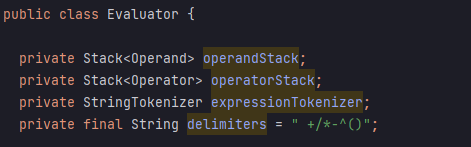 public class Evaluator {
private Stack<Operand> operandStack;
private Stack<Operator> operatorStack;
private StringTokenizer expressionTokenizer;
private final String delimiters = " +/*-^()";